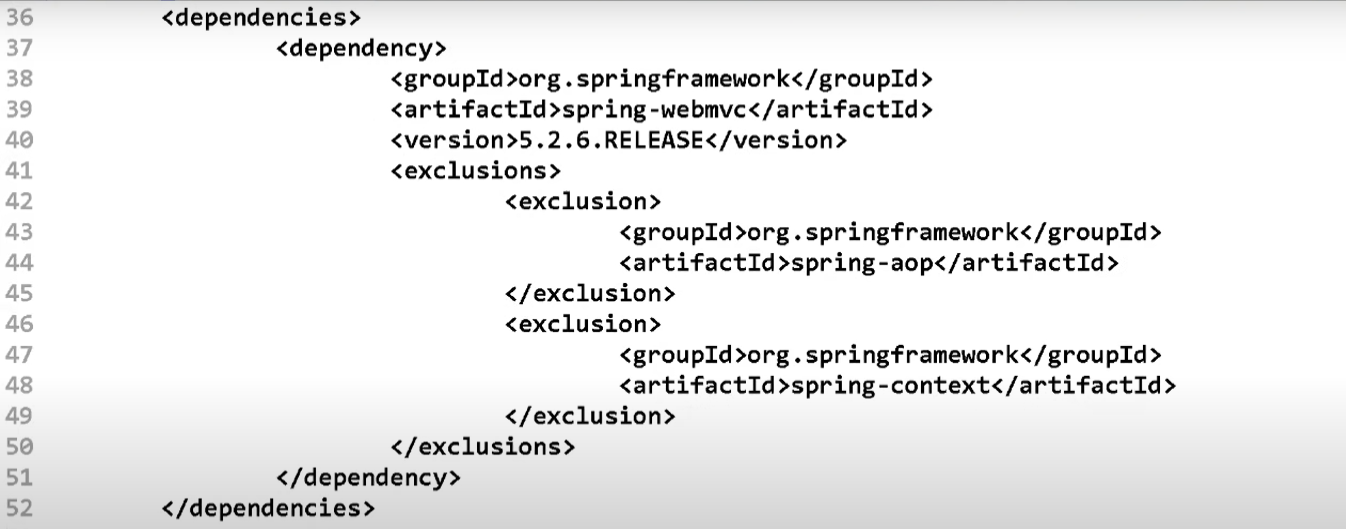 36 <dependencies>
37 <dependency>
38 <groupId>org.springframework</groupId>
39 <artifactId>spring-webmvc</artifactId>
40 <version>5.2.6.RELEASE</version>
41 <exclusions>
42 <exclusion>
43 <groupId>org.springframework</groupId>
44 <artifactId>spring-aop</artifactId>
45 </exclusion>
46 <exclusion>
47 <groupId>org.springframework</groupId>
48 <artifactId>spring-context</artifactId>
49 </exclusion>
50 </exclusions>
51 </dependency>
52 </dependencies>